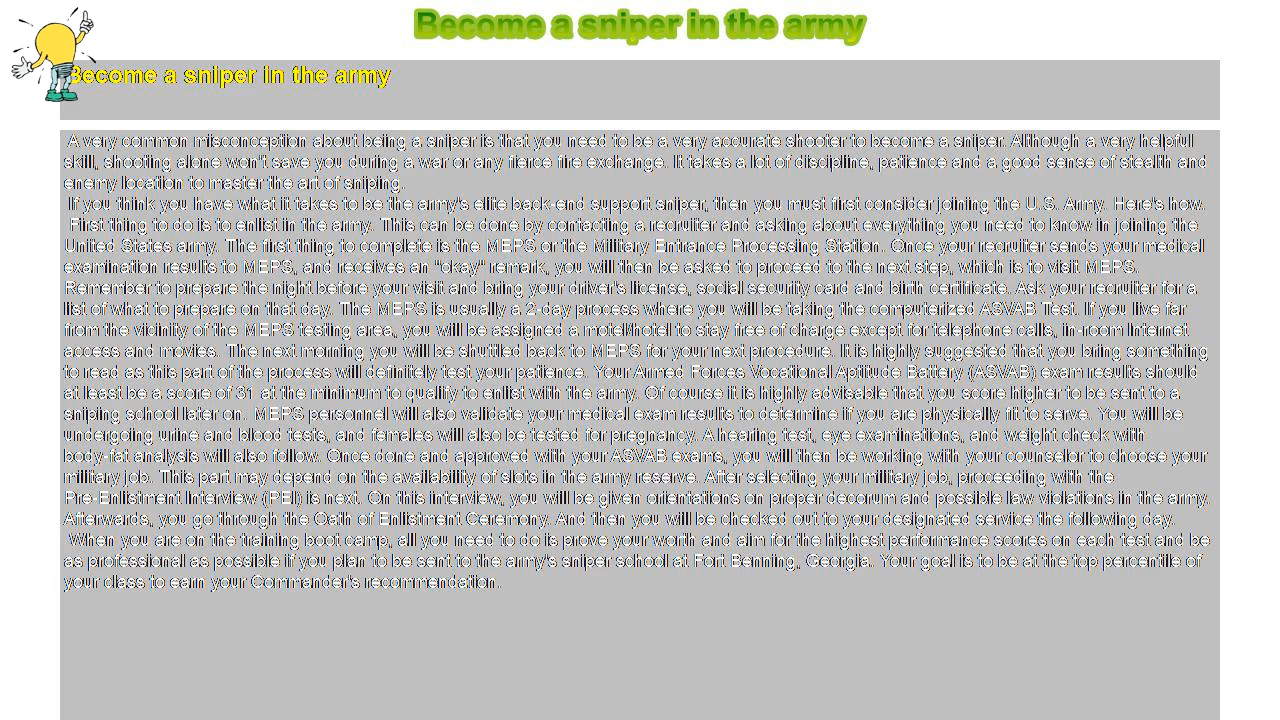 Become a sniper in the army
Become a sniper in the army
A very common misconception about being a sniper is that you need to be a very accurate shooter to become a sniper. Although a very helpful
skill, shooting alone won't save you during a war or any fierce fire exchange. It takes a lot of discipline, patience and a good sense of stealth and
enemy location to master the art of sniping.
If you think you have what it takes to be the army's elite back-end support sniper, then you must first consider joining the U.S. Army. Here's how.
First thing to do is to enlist in the army. This can be done by contacting a recruiter and asking about everything you need to know in joining the
United States army. The first thing to complete is the MEPS or the Military Entrance Processing Station. Once your recruiter sends your medical
examination results to MEPS, and receives an "okay" remark, you will then be asked to proceed to the next step, which is to visit MEPS.
Remember to prepare the night before your visit and bring your driver's license, social security card and birth certificate. Ask your recruiter for a
list of what to prepare on that day. The MEPS is usually a 2-day process where you will be taking the computerized ASVAB Test. If you live far
from the vicinity of the MEPS testing area, you will be assigned a motel/hotel to stay free of charge except for telephone calls, in-room Internet
access and movies. The next morning you will be shuttled back to MEPS for your next procedure. It is highly suggested that you bring something
to read as this part of the process will definitely test your patience. Your Armed Forces Vocational Aptitude Battery (ASVAB) exam results should
at least be a score of 31 at the minimum to qualify to enlist with the army. Of course it is highly advisable that you score higher to be sent to a
sniping school later on. MEPS personnel will also validate your medical exam results to determine if you are physically fit to serve. You will be
undergoing urine and blood tests, and females will also be tested for pregnancy. A hearing test, eye examinations, and weight check with
body-fat analysis will also follow. Once done and approved with your ASVAB exams, you will then be working with your counselor to choose your
military job. This part may depend on the availability of slots in the army reserve. After selecting your military job, proceeding with the
Pre-Enlistment Interview (PEI) is next. On this interview, you will be given orientations on proper decorum and possible law violations in the army.
Afterwards, you go through the Oath of Enlistment Ceremony. And then you will be checked out to your designated service the following day.
When you are on the training boot camp, all you need to do is prove your worth and aim for the highest performance scores on each test and be
as professional as possible if you plan to be sent to the army's sniper school at Fort Benning, Georgia. Your goal is to be at the top percentile of
your class to earn your Commander's recommendation.